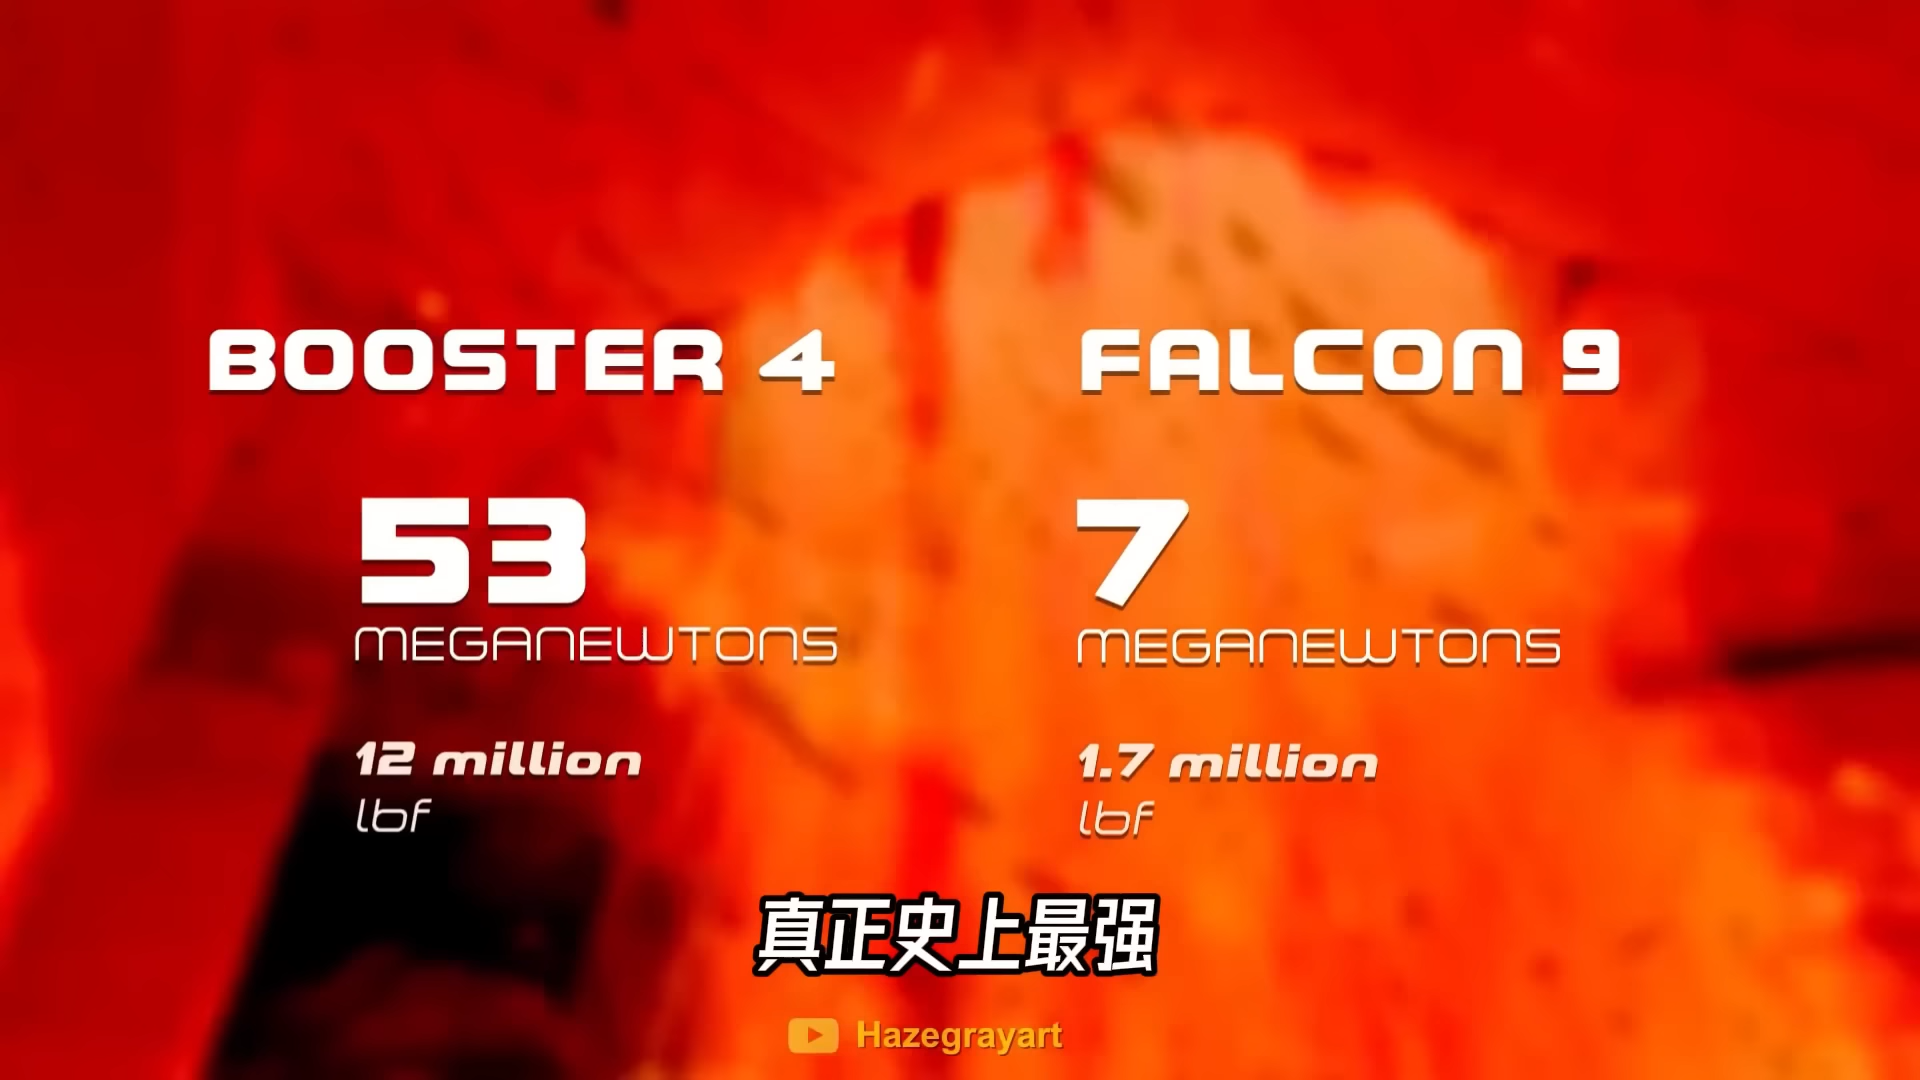 BOOSTER 4
53
MEGANEWTONS
12 million
lbf
FALCON 9
7
MEGANEWTONS
1.7 million
lbf
真正史上最强
Hazegrayart